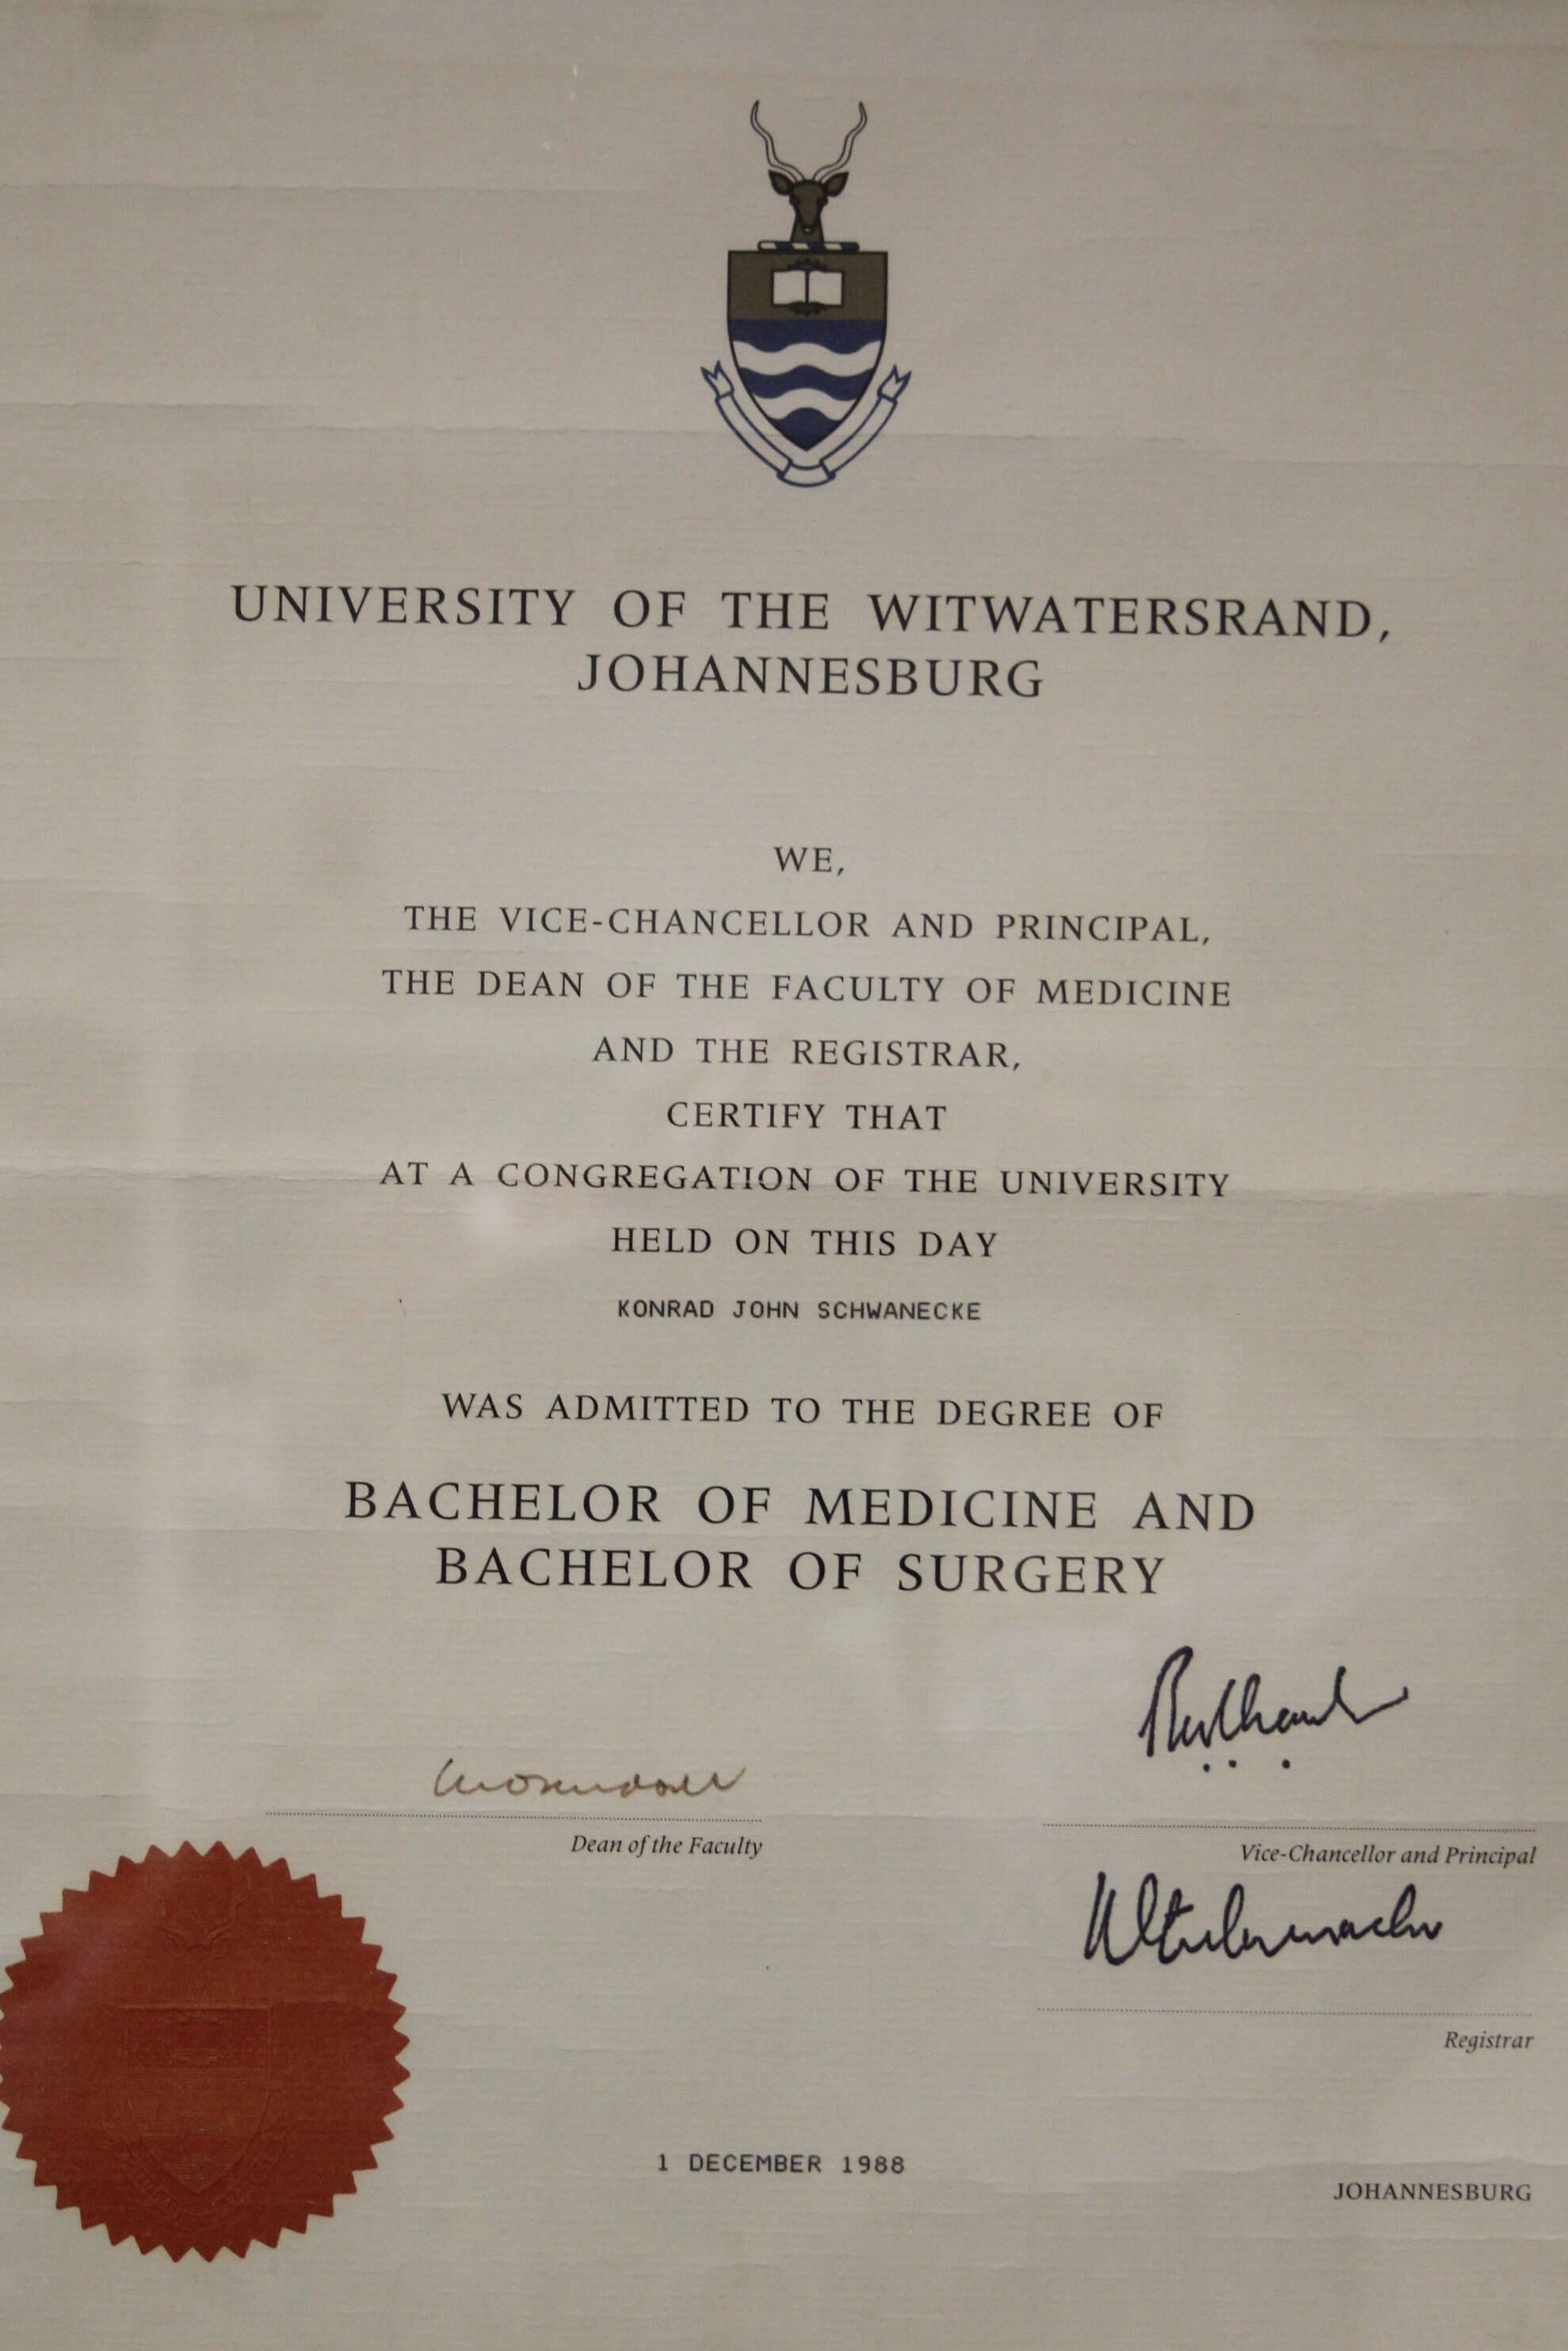 UNIVERSITY OF THE WITWATERSRAND,
JOHANNESBURG
WE,
THE VICE-CHANCELLOR AND PRINCIPAL,
THE DEAN OF THE FACULTY OF MEDICINE
AND THE REGISTRAR,
CERTIFY THAT
AT A CONGREGATION OF THE UNIVERSITY
HELD ON THIS DAY
KONRAD JOHN SCHWANECKE
WAS ADMITTED TO THE DEGREE OF
BACHELOR OF MEDICINE AND
BACHELOR OF SURGERY
Dean of the Faculty
Vice-Chancellor and Principal
Registrar
1 DECEMBER 1988
JOHANNESBURG